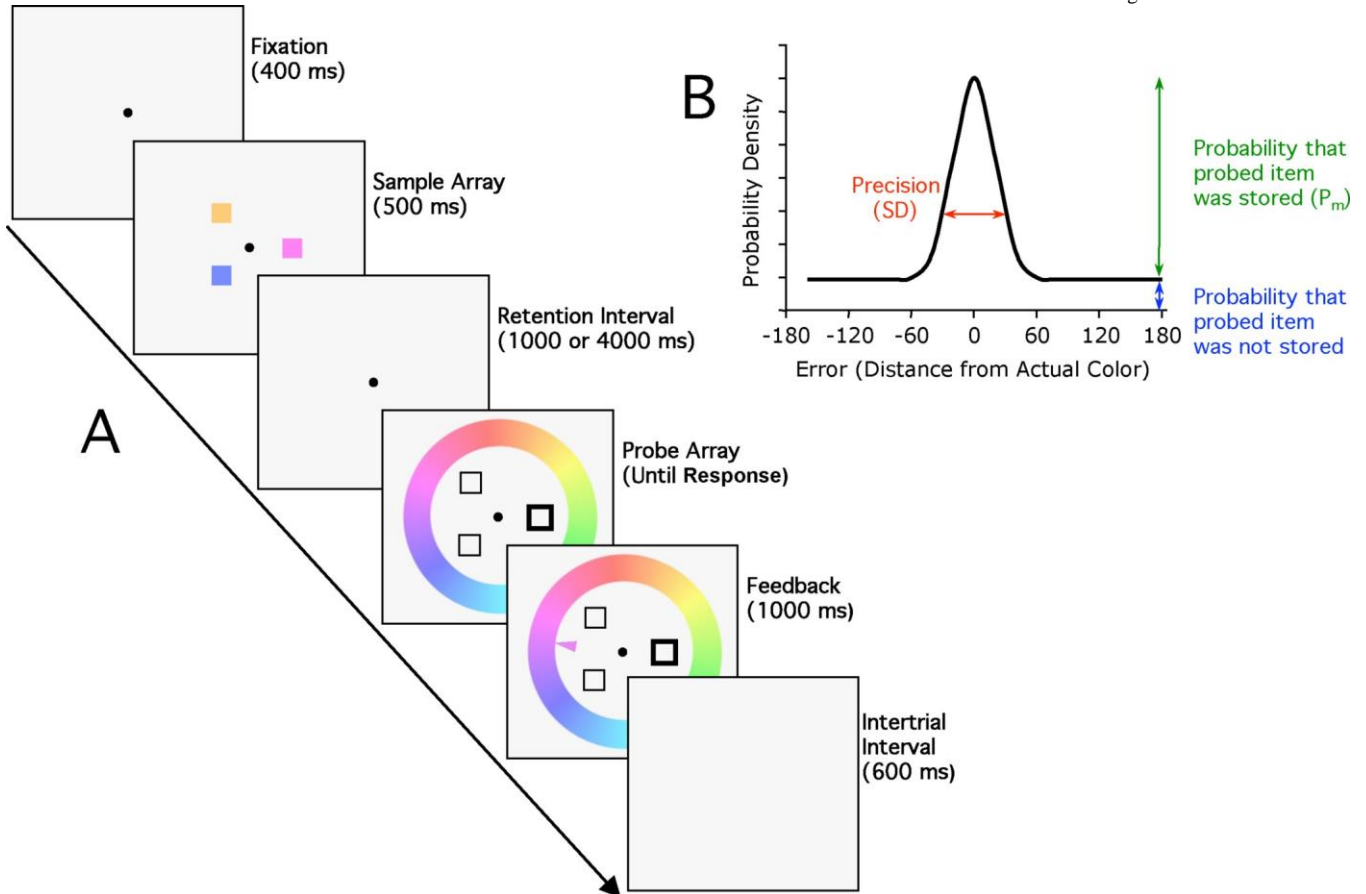 Fixation
(400 ms)
Sample Array
(500 ms)
Retention Interval
(1000 or 4000 ms)
A
Probe Array
(Until Response)
Feedback
(1000 ms)
Intertrial
Interval
(600 ms)
B
Probability Density
Precision
(SD)
Probability that
probed item
was stored (Pm)
Probability that
probed item
was not stored
-180 -120 -60 0 60 120 180
Error (Distance from Actual Color)